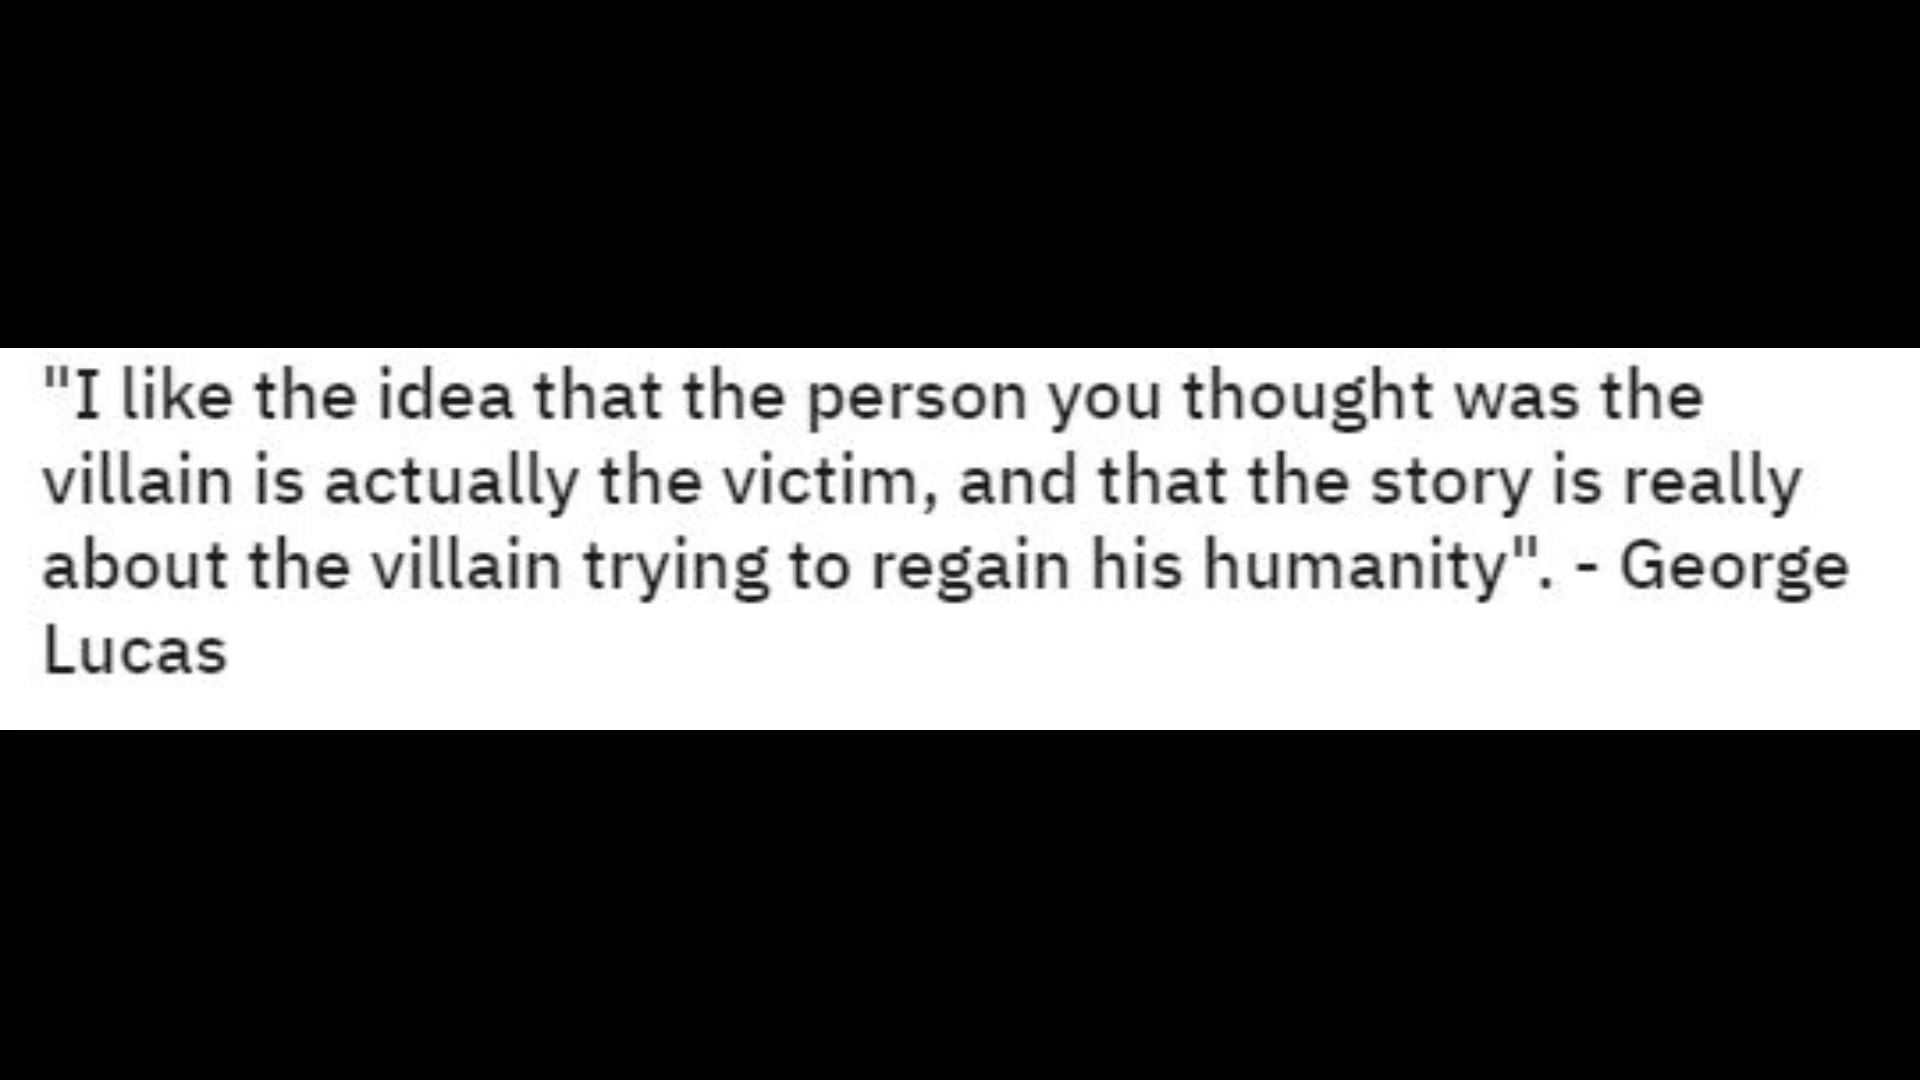 "I like the idea that the person you thought was the
villain is actually the victim, and that the story is really
about the villain trying to regain his humanity". - George
Lucas